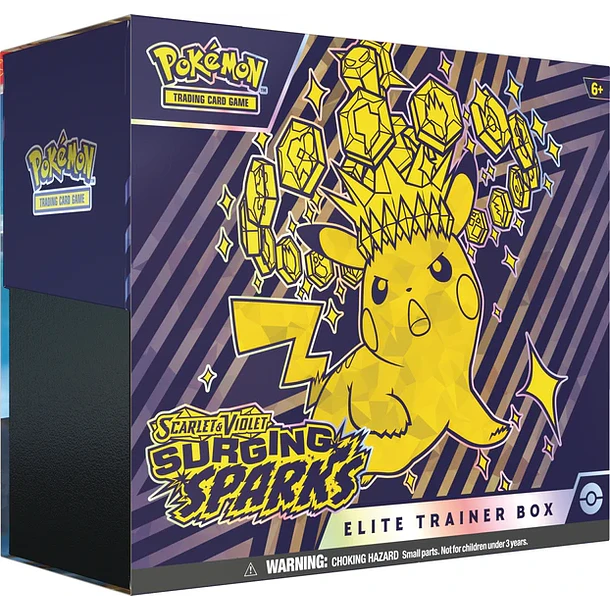 POKéMON
TRADING CARD GAME
6+
POKéMON
TRADING CARD GAME
SCARLET & VIOLET
SURGING
SPARKS
ELITE TRAINER BOX
⚠ WARNING: CHOKING HAZARD Small parts. Not for children under 3 years.